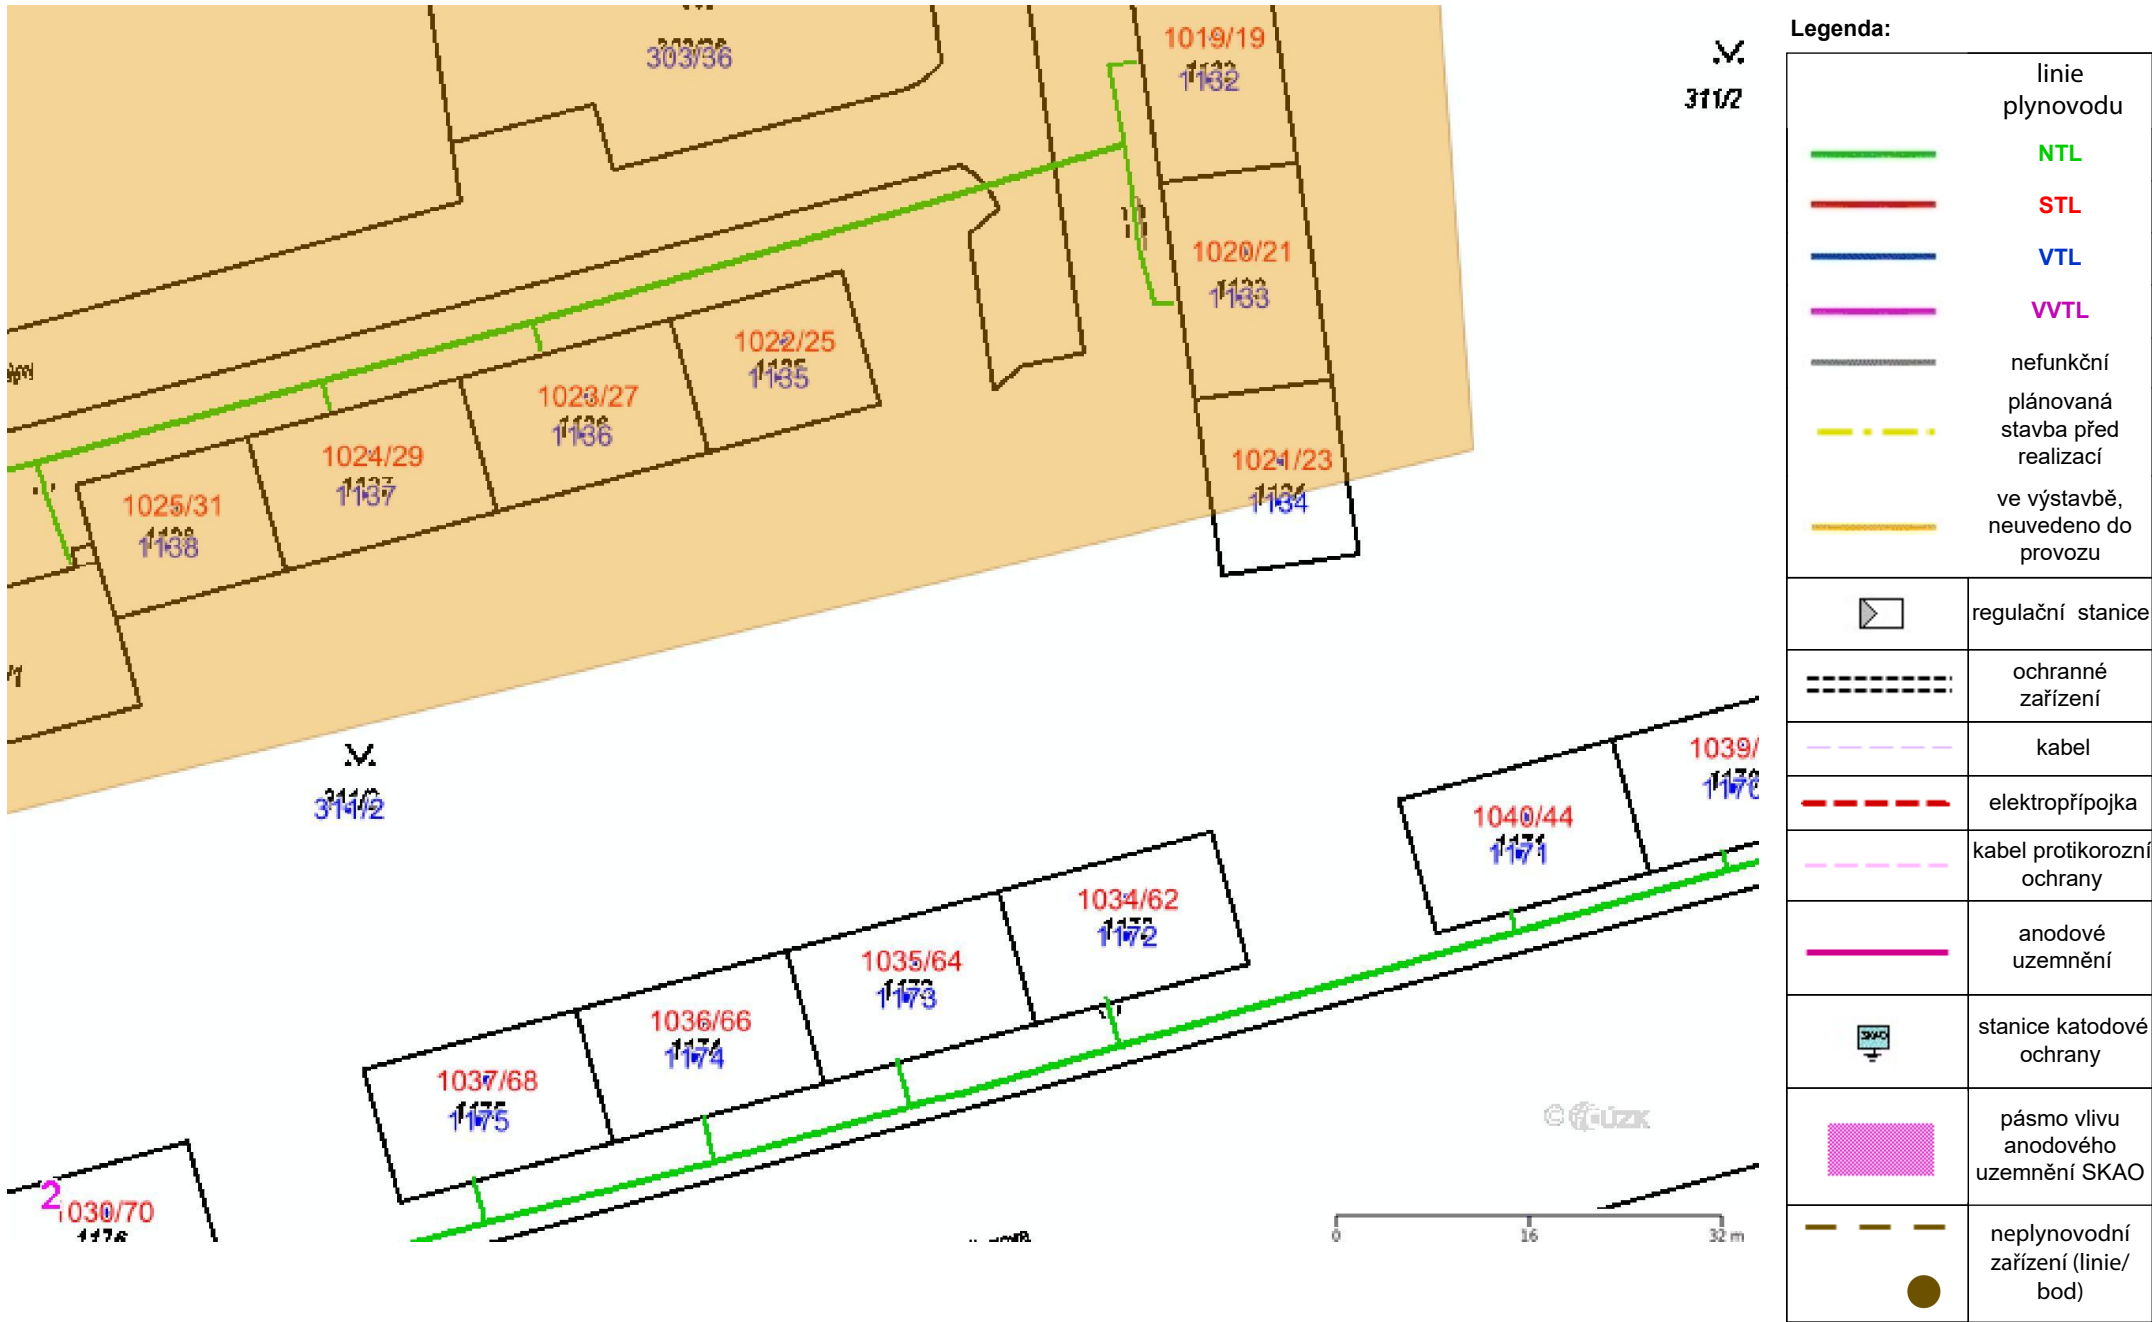 303/36
1019/19
1132
311/2
1020/21
1133
1022/25
1135
1023/27
1136
1024/29
1137
1025/31
1138
1021/23
1134
311/2
1039/
1040/44
1171
1034/62
1172
1035/64
1173
1036/66
1174
1037/68
1175
2
1030/70
1176
© ČÚZK
0 16 32 m
Legenda:
linie
plynovodu
NTL
STL
VTL
VVTL
nefunkční
plánovaná
stavba před
realizací
ve výstavbě,
neuvedeno do
provozu
regulační stanice
ochranné
zařízení
kabel
elektropřípojka
kabel protikorozní
ochrany
anodové
uzemnění
SKAO
stanice katodové
ochrany
pásmo vlivu
anodového
uzemnění SKAO
neplynovodní
zařízení (linie/
bod)